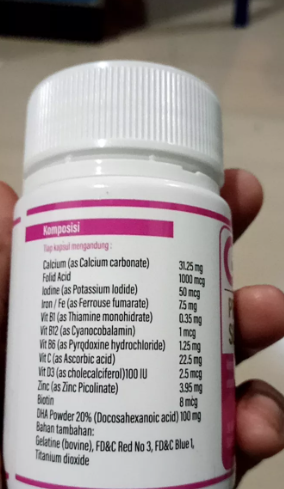 Komposisi
Tiap kapsul mengandung :
Calcium (as Calcium carbonate) 31.25 mg
Folid Acid 1000 mcg
Iodine (as Potassium Iodide) 50 mcg
Iron / Fe (as Ferrouse fumarate) 7.5 mg
Vit B1 (as Thiamine monohidrate) 0.35 mg
Vit B12 (as Cyanocobalamin) 1 mcg
Vit B6 (as Pyrodoxine hydrochloride) 1.25 mg
Vit C (as Ascorbic acid) 22.5 mg
Vit D3 (as cholecalciferol)100 IU 2.5 mcg
Zinc (as Zinc Picolinate) 3.95 mg
Biotin 8 mcg
DHA Powder 20% (Docosahexanoic acid) 100 mg
Bahan tambahan:
Gelatine (bovine), FD&C Red No 3, FD&C Blue 1,
Titanium dioxide